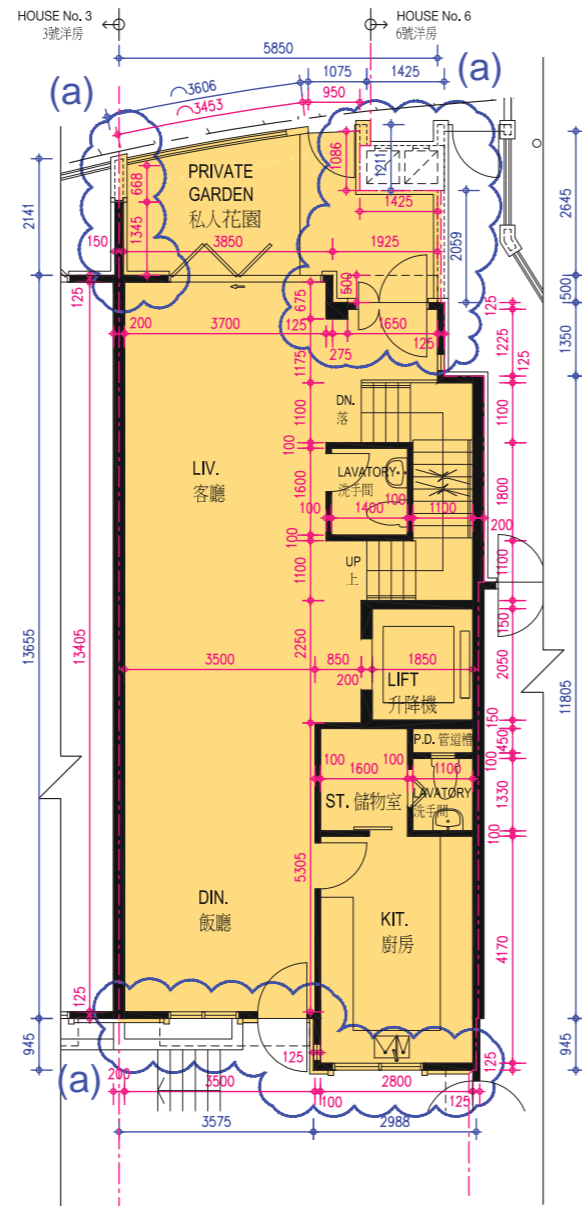 HOUSE No. 3
3號洋房
HOUSE No. 6
6號洋房
5850
(a)
(a)
3606
3453
1075
1425
950
1086
1211
PRIVATE
GARDEN
私人花園
668
1345
2141
150
3850
1425
1925
2059
2645
500
500
125
200
3700
125
275
1650
125
675
1175
125
1225
125
1350
DN.
落
1100
1100
LIV.
客廳
100
LAVATORY
洗手間
1600
100
100
1400
1100
1800
200
100
UP
上
1100
1100
150
13655
13405
3500
2250
850
200
1850
LIFT
升降機
2050
11805
150
P.D. 管道槽
450
100
100
100
1600
1100
ST. 儲物室
LAVATORY
洗手間
1330
100
5305
DIN.
飯廳
KIT.
廚房
4170
125
945
125
125
945
(a)
200
3500
100
2800
125
3575
2988